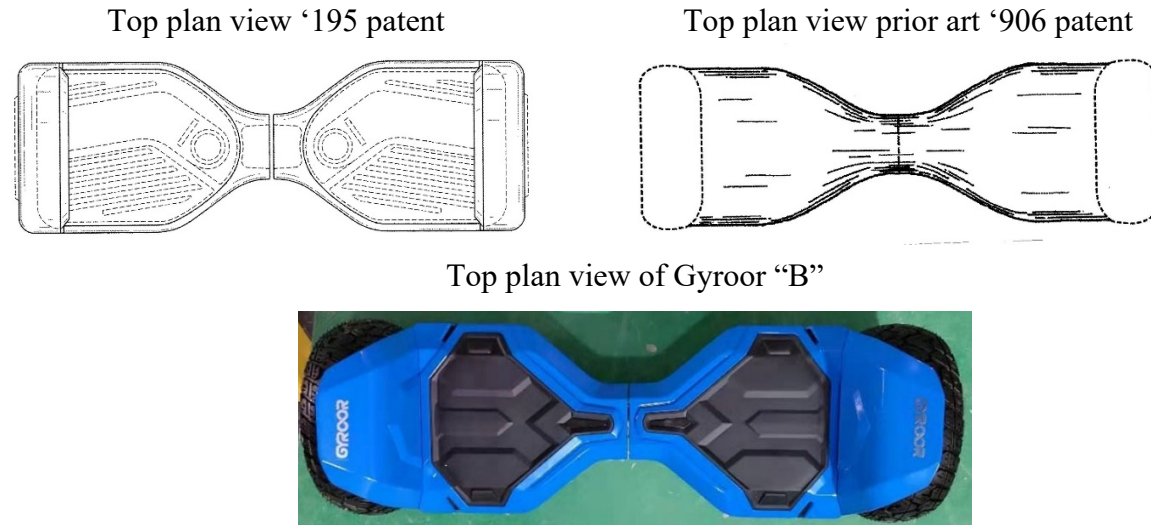 Top plan view ‘195 patent
Top plan view prior art ‘906 patent
Top plan view of Gyroor “B”
GYROOR
GYROOR